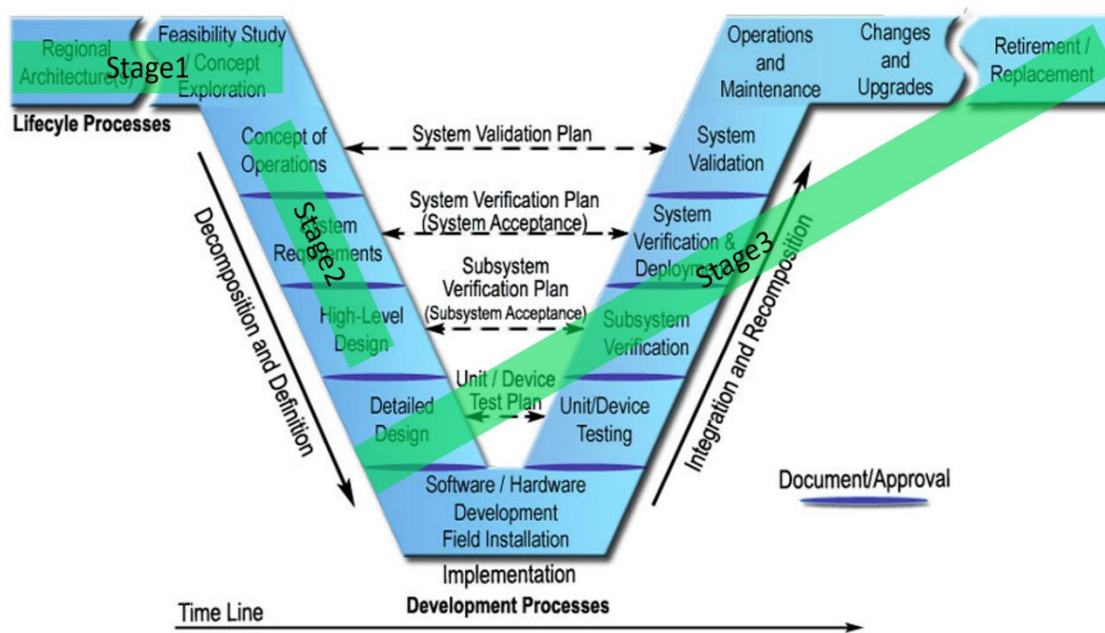 Regional
Architecture(s)
Stage1
Feasibility Study
/ Concept
Exploration
Lifecyle Processes
Concept of
Operations
System
Requirements
Stage2
High-Level
Design
Detailed
Design
Decomposition and Definition
System Validation Plan
System Verification Plan
(System Acceptance)
Subsystem
Verification Plan
(Subsystem Acceptance)
Unit / Device
Test Plan
Software / Hardware
Development
Field Installation
Implementation
Development Processes
Operations
and
Maintenance
Changes
and
Upgrades
Retirement /
Replacement
System
Validation
System
Verification &
Deployment
Stage3
Subsystem
Verification
Unit/Device
Testing
Integration and Recomposition
Document/Approval
Time Line